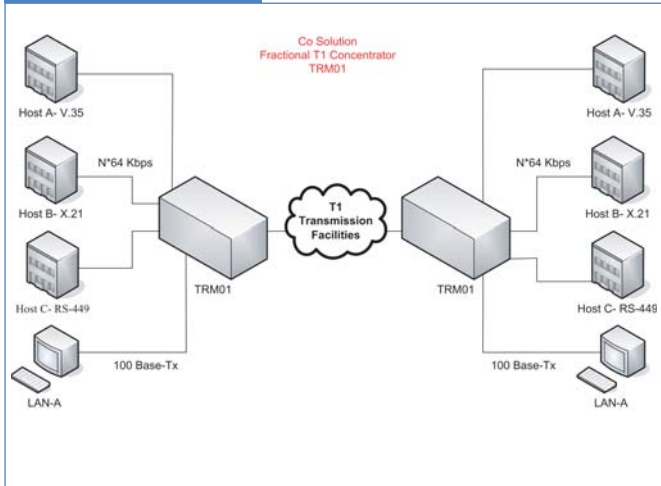 Co Solution
Fractional T1 Concentrator
TRM01
Host A- V.35
N*64 Kbps
Host B- X.21
Host C- RS-449
TRM01
100 Base-Tx
LAN-A
T1
Transmission
Facilities
Host A- V.35
N*64 Kbps
Host B- X.21
TRM01
Host C- RS-449
100 Base-Tx
LAN-A